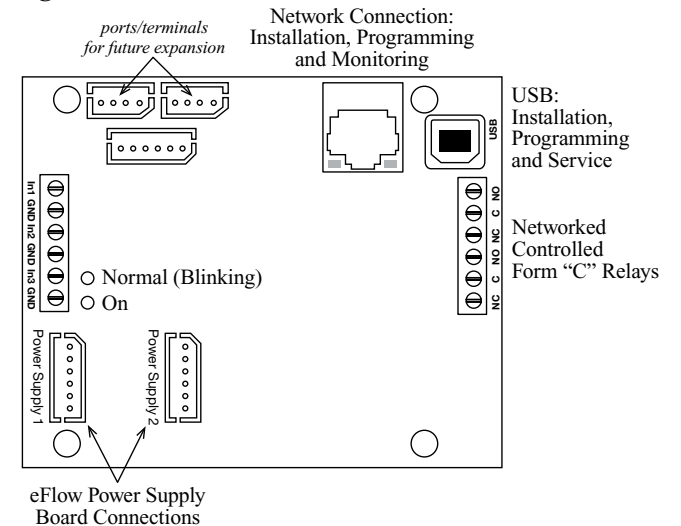 ports/terminals
for future expansion
Network Connection:
Installation, Programming
and Monitoring
USB:
Installation,
Programming
and Service
USB
In1 GND In2 GND In3 GND
NO C NC NO C NC
Networked
Controlled
Form “C” Relays
Normal (Blinking)
On
Power Supply 1
Power Supply 2
eFlow Power Supply
Board Connections